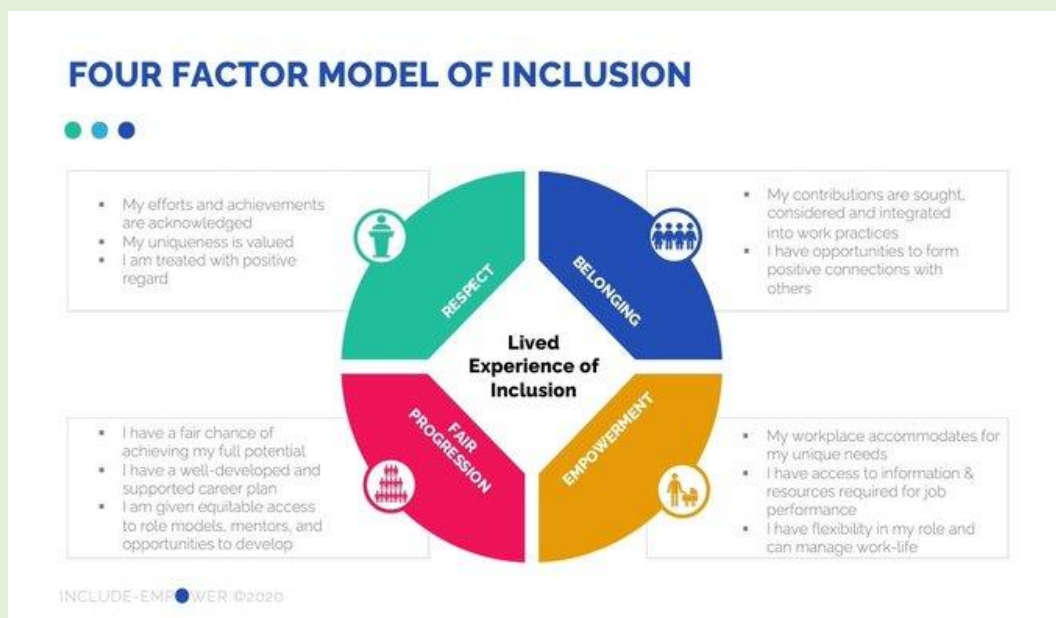 FOUR FACTOR MODEL OF INCLUSION
▪ My efforts and achievements
are acknowledged
▪ My uniqueness is valued
▪ I am treated with positive
regard
RESPECT
BELONGING
▪ My contributions are sought,
considered and integrated
into work practices
▪ I have opportunities to form
positive connections with
others
Lived
Experience of
Inclusion
▪ I have a fair chance of
achieving my full potential
▪ I have a well-developed and
supported career plan
▪ I am given equitable access
to role models, mentors, and
opportunities to develop
FAIR
PROGRESSION
EMPOWERMENT
▪ My workplace accommodates for
my unique needs
▪ I have access to information &
resources required for job
performance
▪ I have flexibility in my role and
can manage work-life
INCLUDE-EMPOWER ©2020